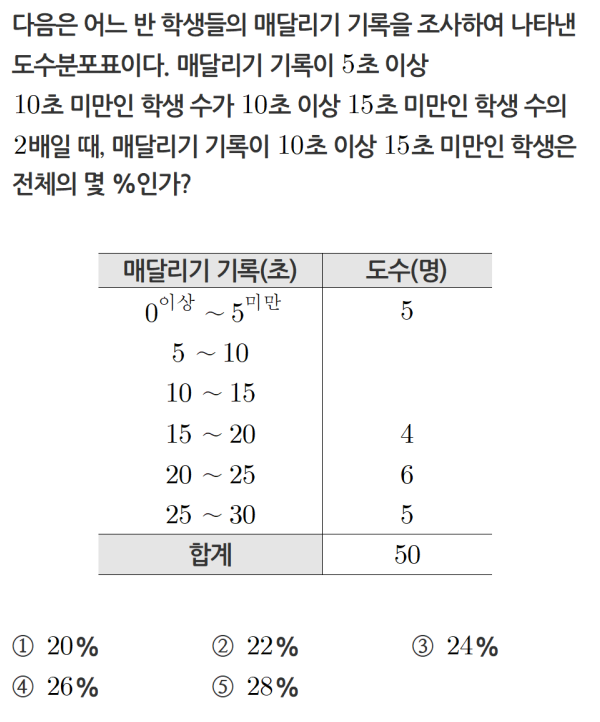 다음은 어느 반 학생들의 매달리기 기록을 조사하여 나타낸
도수분포표이다. 매달리기 기록이 5초 이상
10초 미만인 학생 수가 10초 이상 15초 미만인 학생 수의
2배일 때, 매달리기 기록이 10초 이상 15초 미만인 학생은
전체의 몇 %인가?
매달리기 기록(초) 도수(명)
0이상 ~ 5미만 5
5 ~ 10
10 ~ 15
15 ~ 20 4
20 ~ 25 6
25 ~ 30 5
합계 50
① 20% ② 22% ③ 24%
④ 26% ⑤ 28%